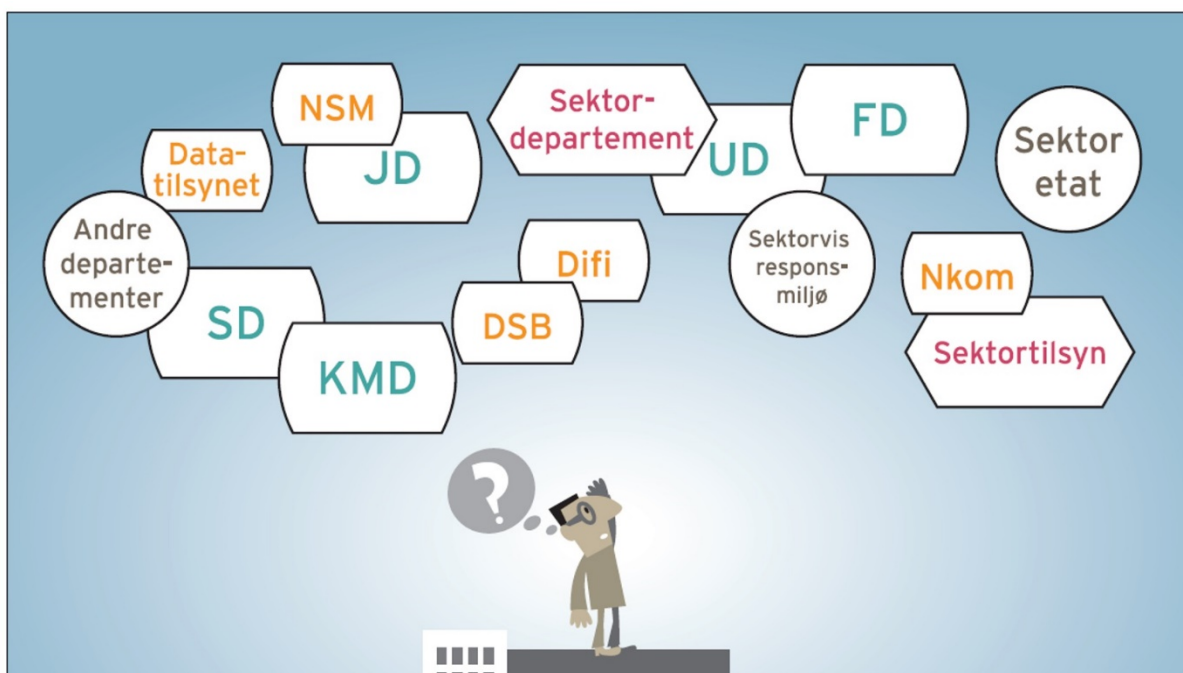 NSM
JD
Data-
tilsynet
Andre
departe-
menter
SD
KMD
Sektor-
departement
UD
FD
Difi
DSB
Sektorvis
respons-
miljø
Sektor
etat
Nkom
Sektortilsyn
?